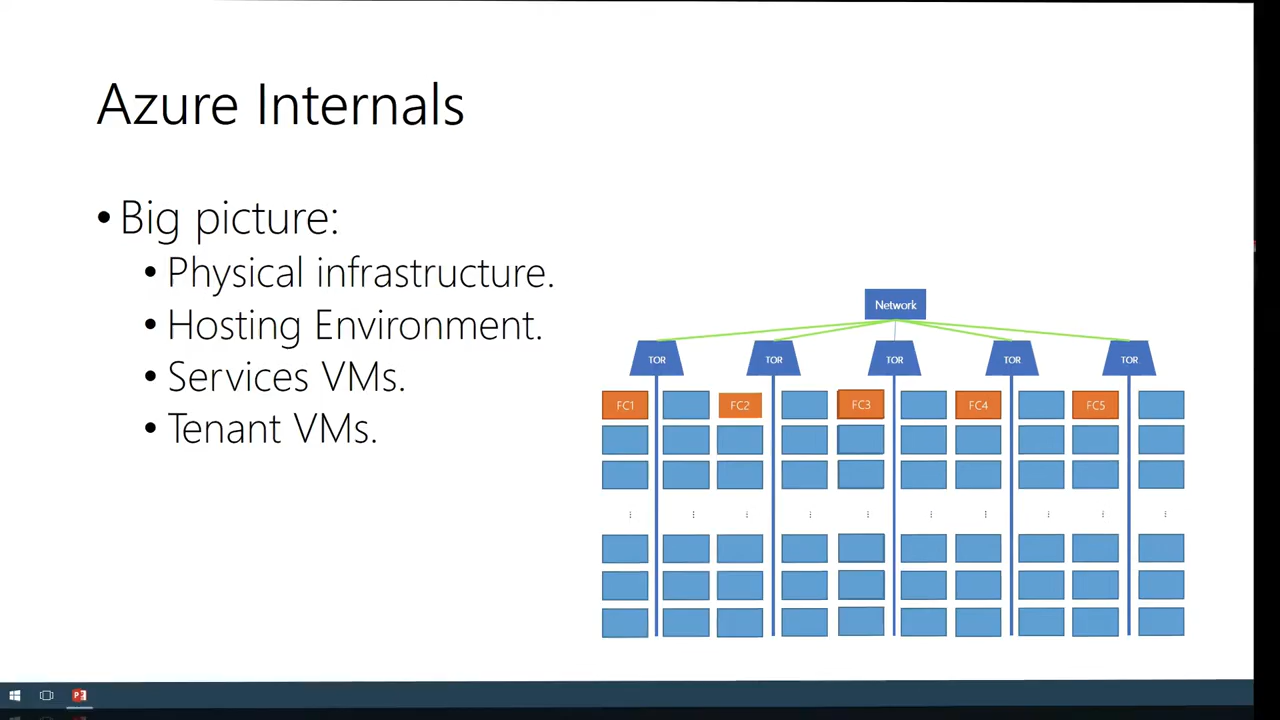 Azure Internals
• Big picture:
• Physical infrastructure.
• Hosting Environment.
• Services VMs.
• Tenant VMs.
Network
TOR TOR TOR TOR TOR
FC1 FC2 FC3 FC4 FC5